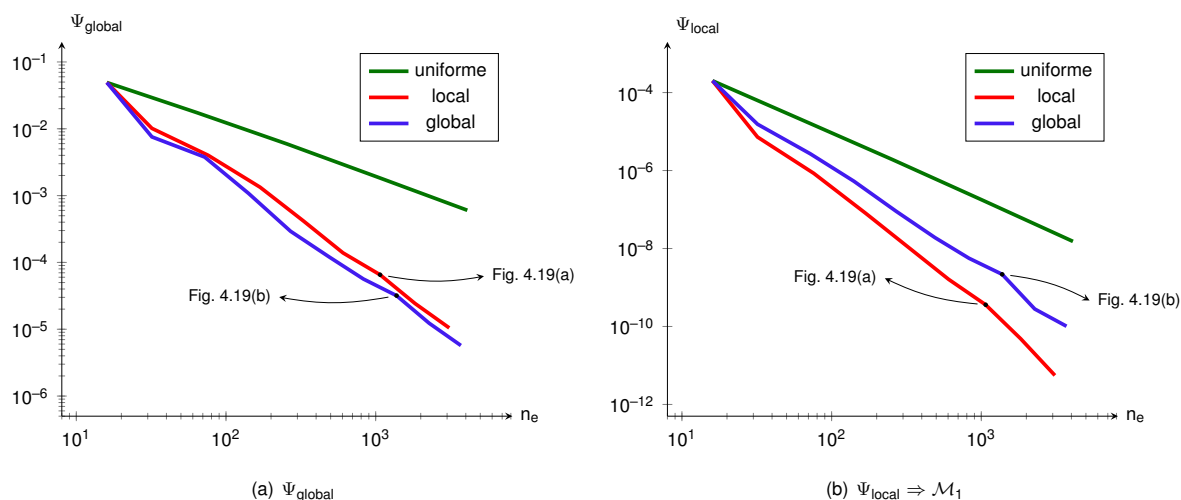 Ψglobal
10⁻¹
10⁻²
10⁻³
10⁻⁴
10⁻⁵
10⁻⁶
uniforme
local
global
Fig. 4.19(a)
Fig. 4.19(b)
nₑ
10¹
10²
10³
(a) Ψglobal
Ψlocal
10⁻⁴
10⁻⁶
10⁻⁸
10⁻¹⁰
10⁻¹²
uniforme
local
global
Fig. 4.19(a)
Fig. 4.19(b)
nₑ
10¹
10²
10³
(b) Ψlocal ⇒ ℳ₁